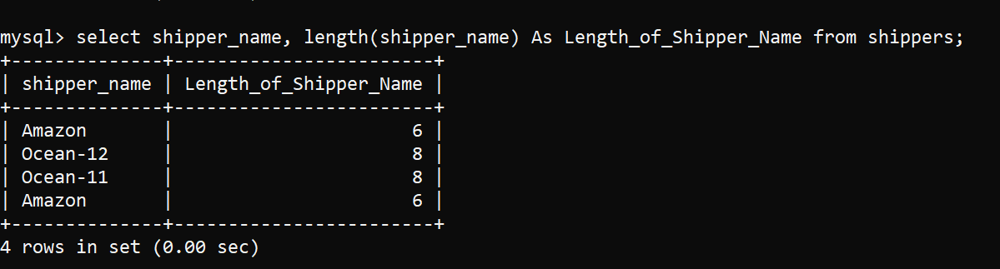 mysql> select shipper_name, length(shipper_name) As Length_of_Shipper_Name from shippers;
+--------------+------------------------+
| shipper_name | Length_of_Shipper_Name |
+--------------+------------------------+
| Amazon       |                      6 |
| Ocean-12     |                      8 |
| Ocean-11     |                      8 |
| Amazon       |                      6 |
+--------------+------------------------+
4 rows in set (0.00 sec)